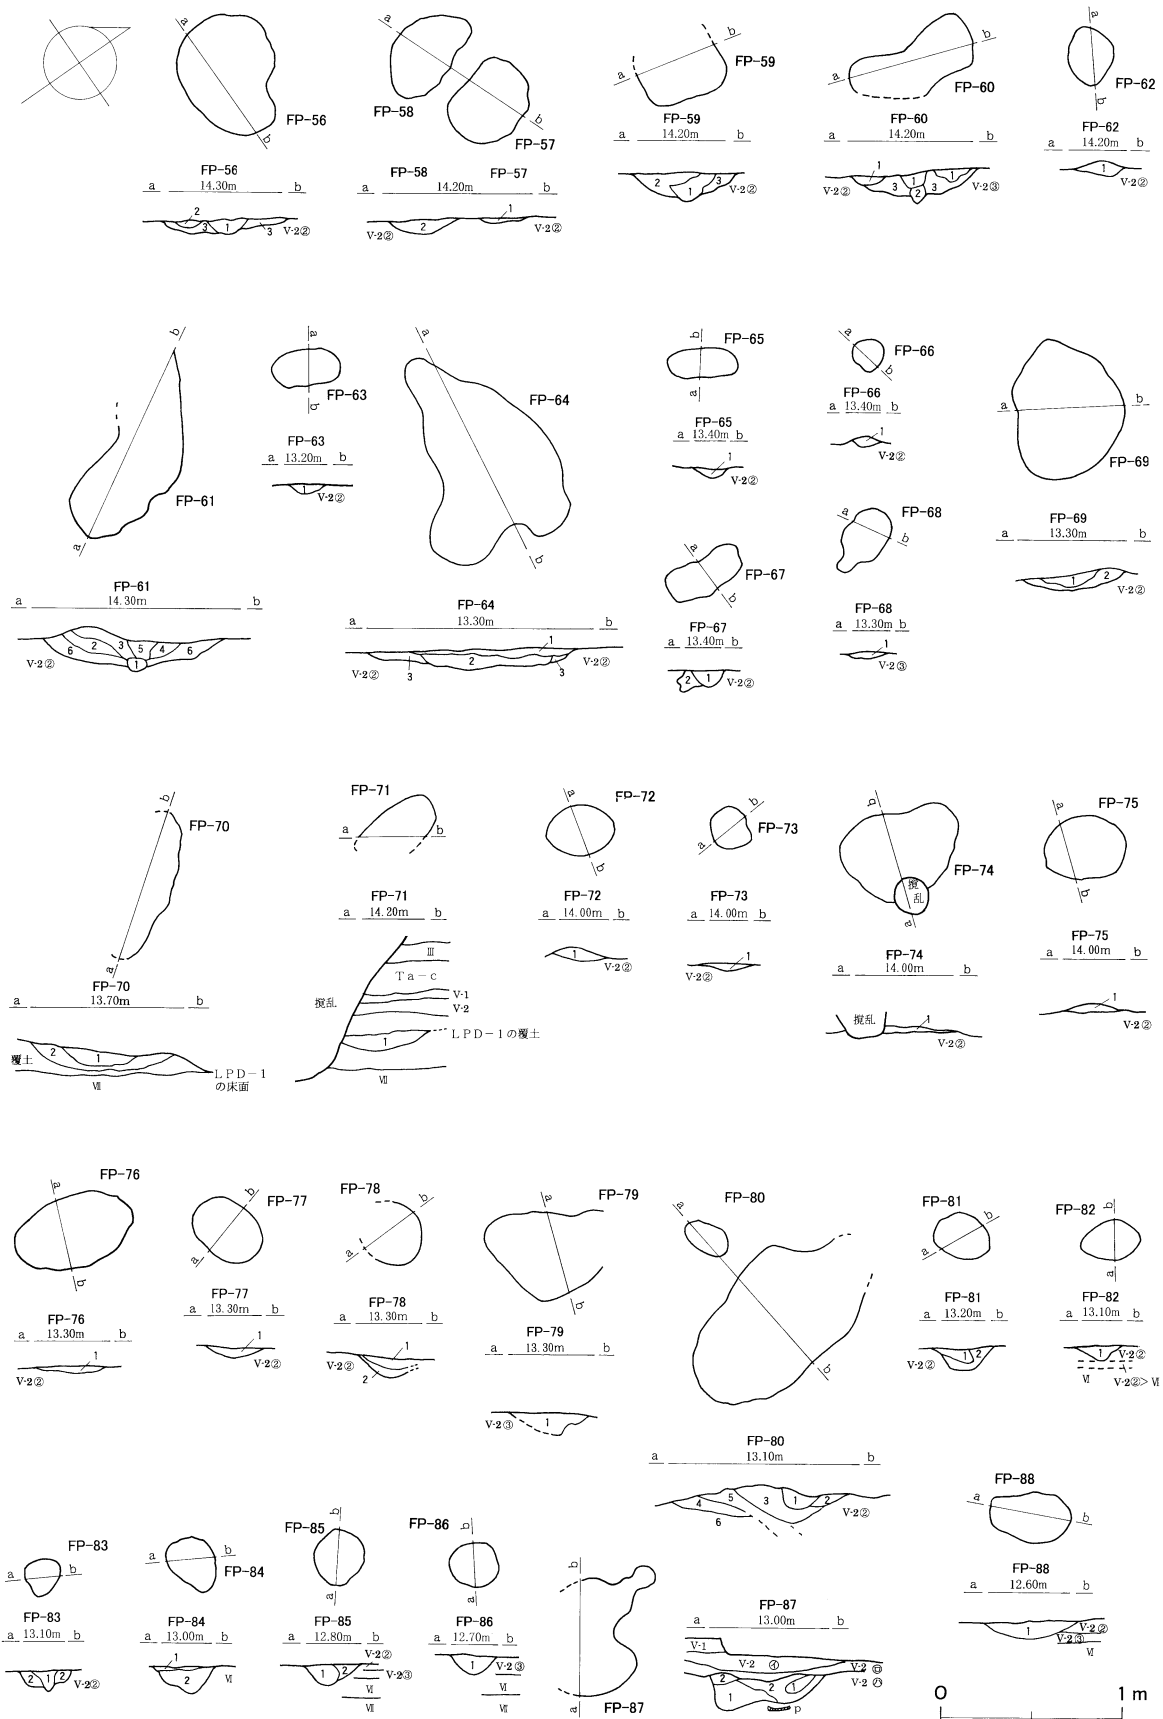 a
FP-56
b
FP-56
a 14.30m b
2
3 1 3 V-2②
a
FP-58
FP-57
b
FP-58 FP-57
a 14.20m b
1
V-2② 2 V-2②
a b
FP-59
FP-59
a 14.20m b
2 1 3 V-2②
a b
FP-60
FP-60
a 14.20m b
1
V-2② 3 1 2 3 1 V-2③
a
FP-62
b
FP-62
a 14.20m b
1 V-2②
b
FP-61
a
FP-61
a 14.30m b
V-2② 6 2 3 5 4 6
1
a
FP-63
b
FP-63
a 13.20m b
1 V-2②
a
FP-64
b
FP-64
a 13.30m b
1
V-2② 3 2 3 V-2②
b
FP-65
a
FP-65
a 13.40m b
1
V-2②
a
FP-66
b
FP-66
a 13.40m b
1
V-2②
a
FP-67
b
FP-67
a 13.40m b
2 1 V-2②
a
FP-68
b
FP-68
a 13.30m b
1
V-2③
a b
FP-69
FP-69
a 13.30m b
1 2 V-2②
b
FP-70
a
FP-70
a 13.70m b
覆土 2 1
Ⅶ
LPD-1
の床面
FP-71
a b
FP-71
a 14.20m b
Ⅲ
Ta-c
撹乱
V-1
V-2
LPD-1の覆土
1
Ⅶ
a
FP-72
b
FP-72
a 14.00m b
1 V-2②
b
FP-73
a
FP-73
a 14.00m b
1
V-2②
b
FP-74
撹乱
a
FP-74
a 14.00m b
撹乱 1
V-2②
a
FP-75
b
FP-75
a 14.00m b
1
V-2②
a
FP-76
b
FP-76
a 13.30m b
1
V-2②
b
FP-77
a
FP-77
a 13.30m b
1
V-2②
FP-78
b
a
FP-78
a 13.30m b
1
V-2② 2
a
FP-79
b
FP-79
a 13.30m b
V-2③ 1
a
FP-80
b
FP-80
a 13.10m b
4 5 3 1 2 V-2②
6
FP-81
b
a
FP-81
a 13.20m b
V-2② 1 2
b
FP-82
a
FP-82
a 13.10m b
1 V-2②
Ⅵ V-2②>Ⅵ
FP-83
a b
FP-83
a 13.10m b
2 1 2 V-2②
a b
FP-84
FP-84
a 13.00m b
1
2 Ⅵ
b
FP-85
a
FP-85
a 12.80m b
V-2②
1 2 V-2③
Ⅵ
Ⅶ
b
FP-86
a
FP-86
a 12.70m b
1 V-2③
Ⅵ
Ⅶ
b
a
FP-87
FP-87
a 13.00m b
V-1
V-2 ㋑ V-2 ㋺
2 2 1 V-2 ㋩
1
p
FP-88
a b
FP-88
a 12.60m b
1 V-2②
V-2③
Ⅵ
0 1m